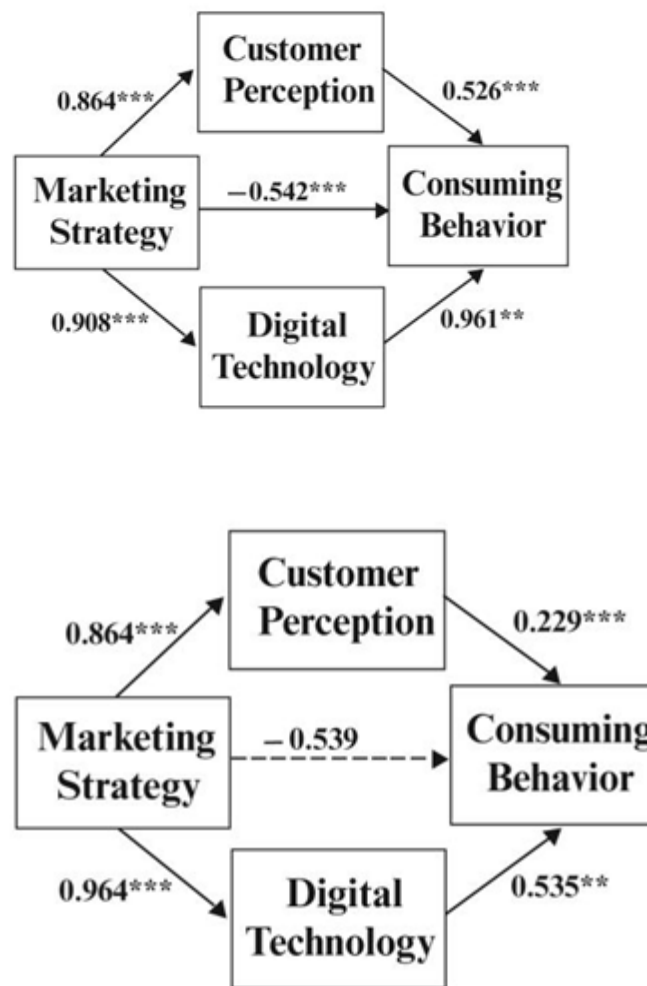 Customer
Perception
0.864***
0.526***
Marketing
Strategy
−0.542***
Consuming
Behavior
0.908***
0.961**
Digital
Technology
Customer
Perception
0.864***
0.229***
Marketing
Strategy
−0.539
Consuming
Behavior
0.964***
0.535**
Digital
Technology